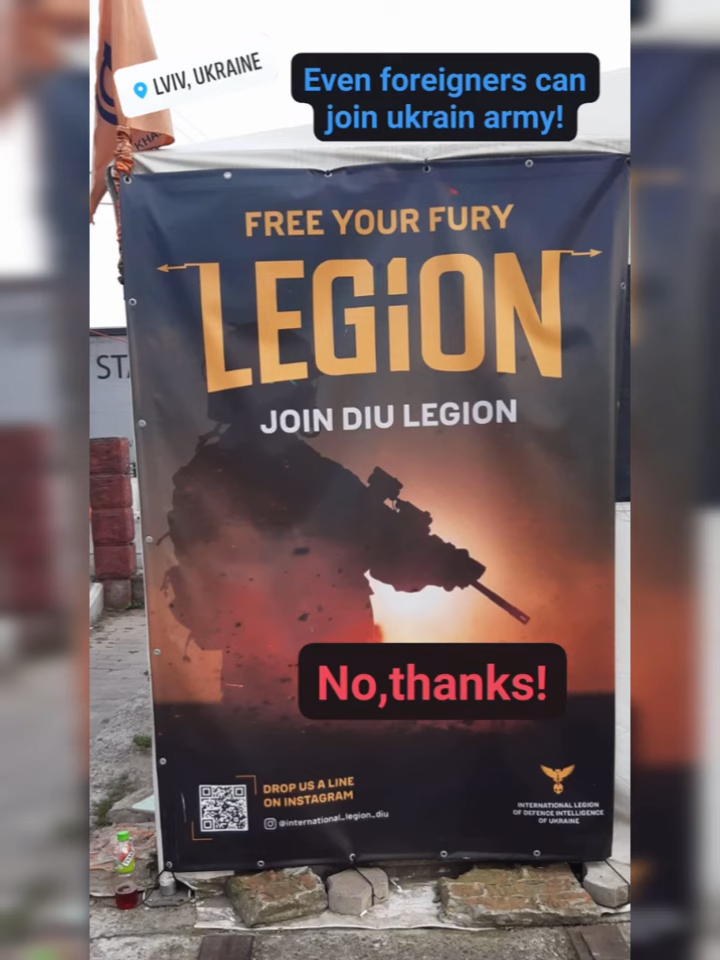 LVIV, UKRAINE
Even foreigners can
join ukrain army!
FREE YOUR FURY
LEGiON
JOIN DIU LEGION
No,thanks!
DROP US A LINE
ON INSTAGRAM
@international_legion_diu
INTERNATIONAL LEGION
OF DEFENCE INTELLIGENCE
OF UKRAINE